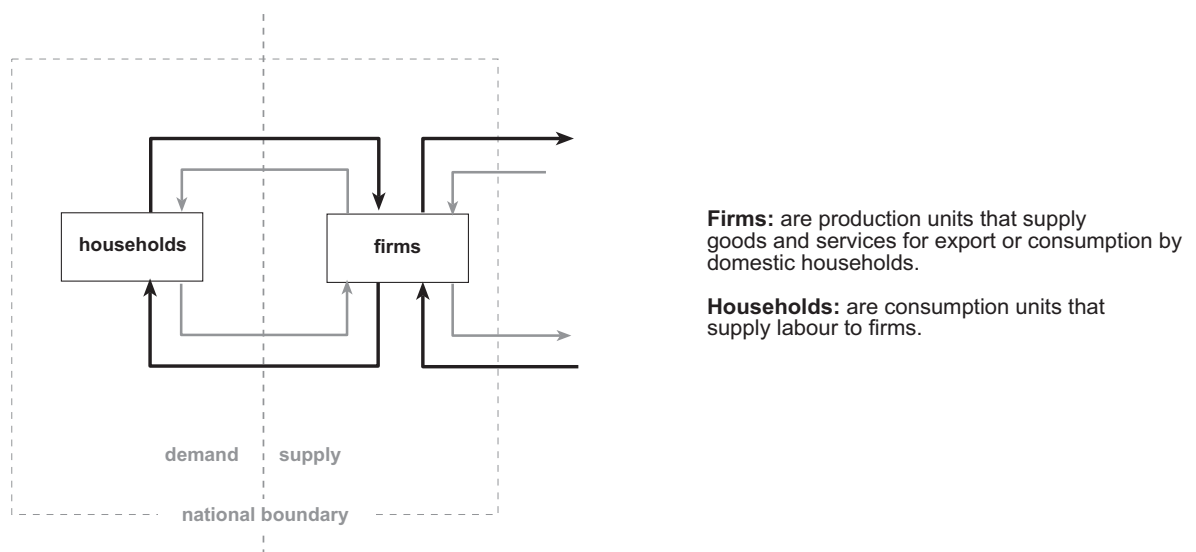 households
firms
demand
supply
national boundary
Firms: are production units that supply
goods and services for export or consumption by
domestic households.
Households: are consumption units that
supply labour to firms.